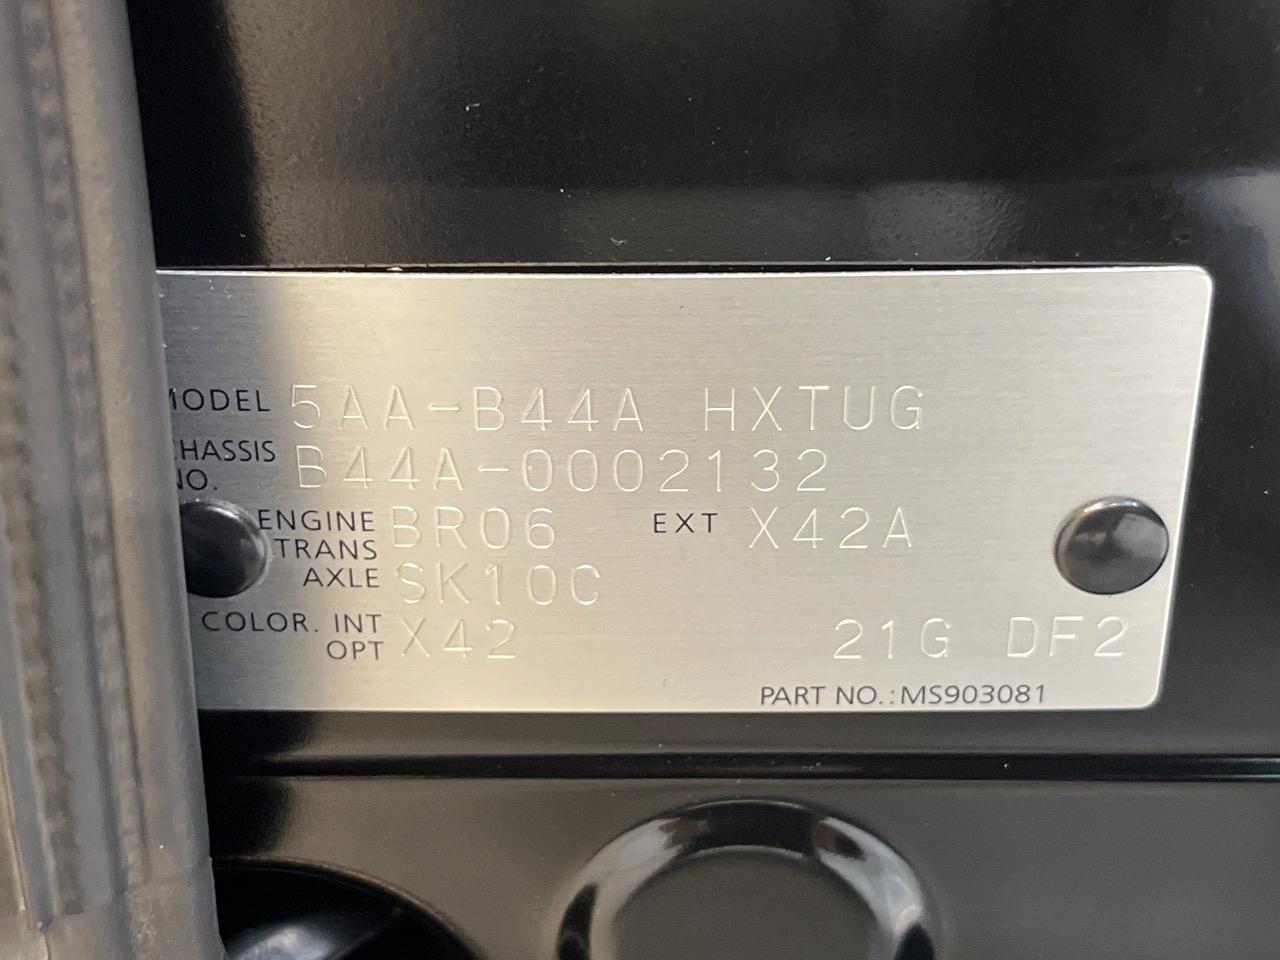 MODEL 5AA-B44A HXTUG
CHASSIS B44A-0002132
NO.
ENGINE BR06 EXT X42A
TRANS
AXLE SK10C
COLOR. INT X42 21G DF2
OPT
PART NO.: MS903081